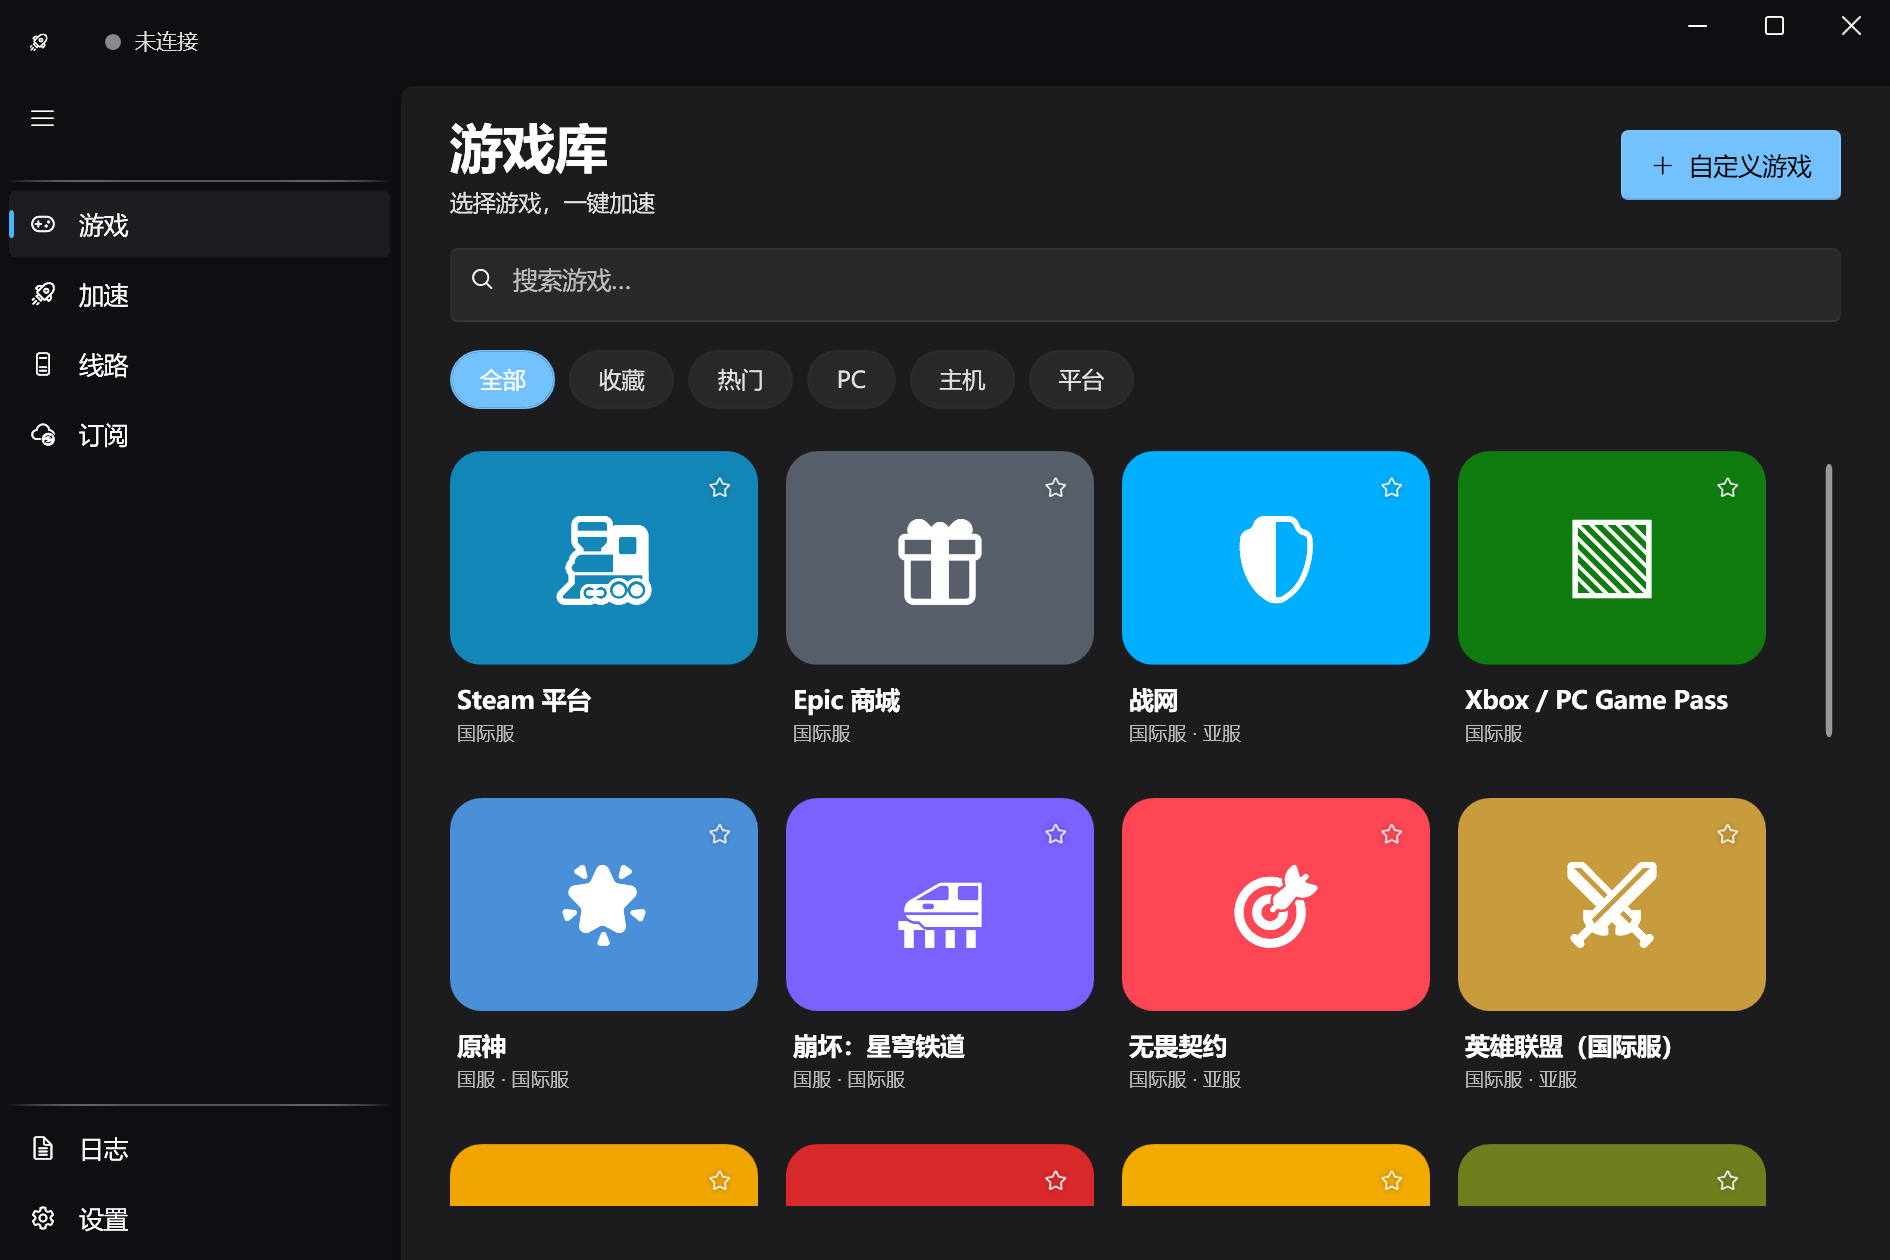 未连接
游戏
加速
线路
订阅
日志
设置
游戏库
选择游戏，一键加速
自定义游戏
搜索游戏...
全部
收藏
热门
PC
主机
平台
Steam 平台
国际服
Epic 商城
国际服
战网
国际服 · 亚服
Xbox / PC Game Pass
国际服
原神
国服 · 国际服
崩坏：星穹铁道
国服 · 国际服
无畏契约
国际服 · 亚服
英雄联盟（国际服）
国际服 · 亚服